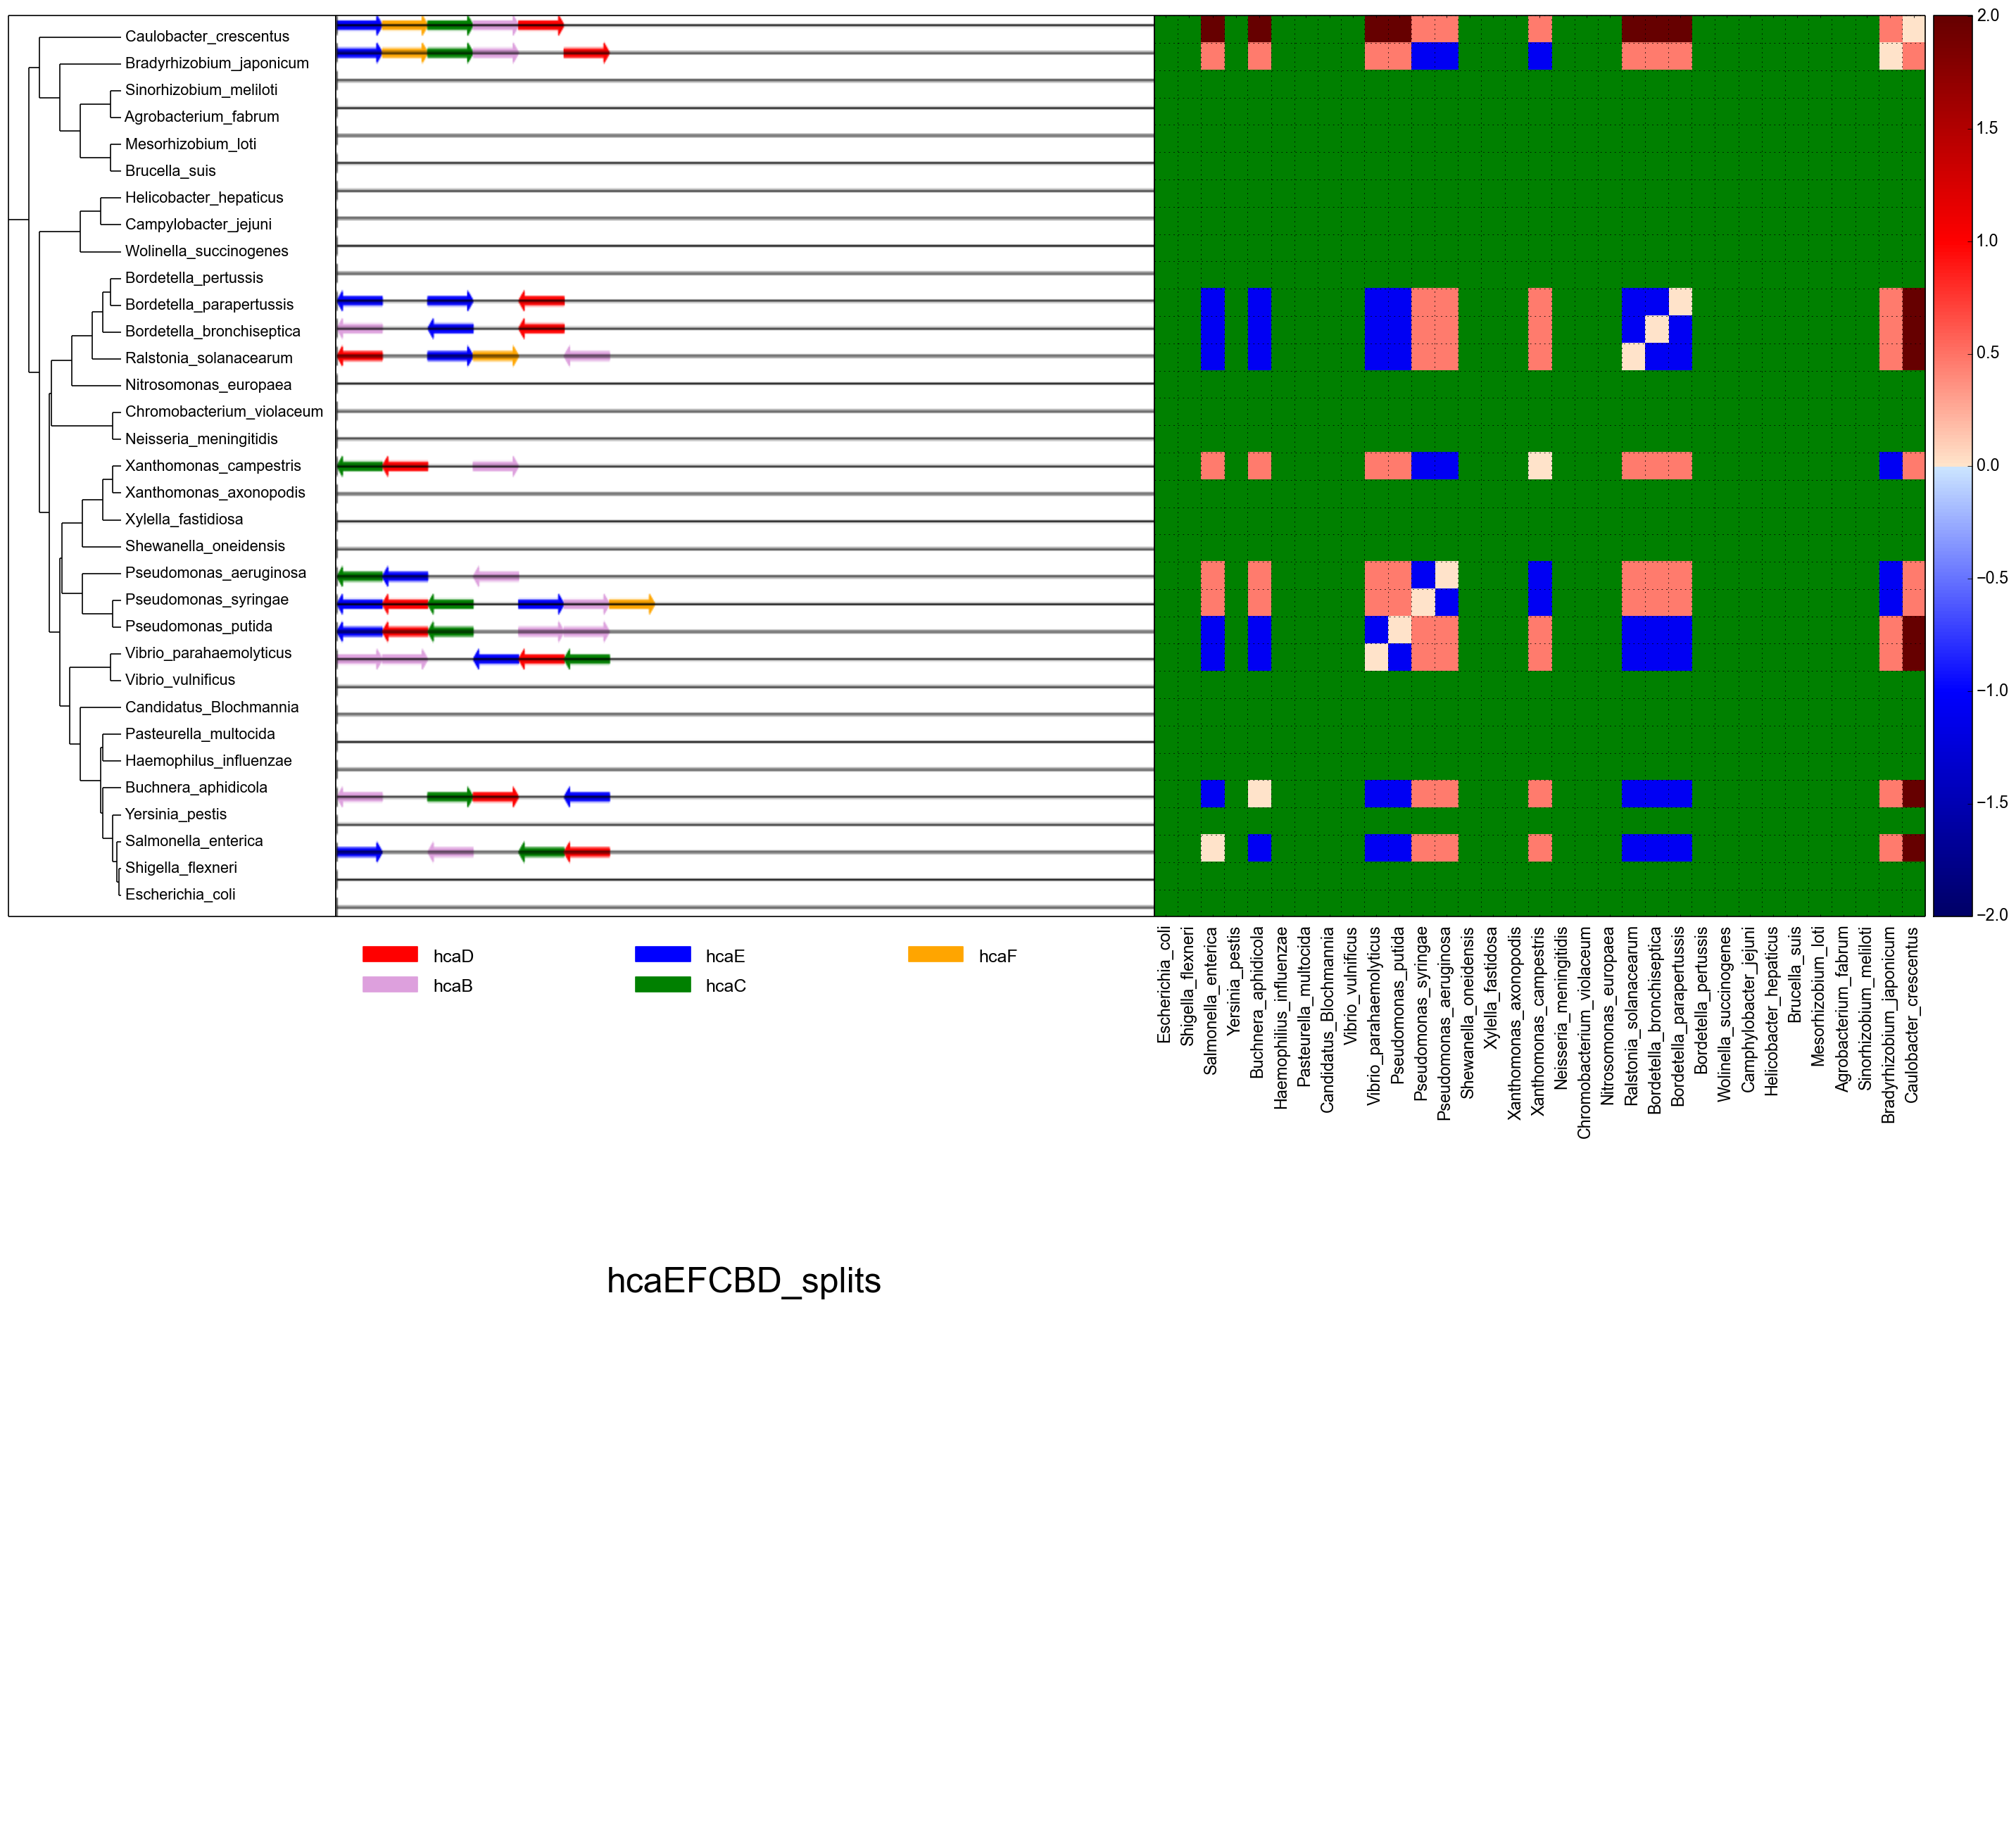 Caulobacter_crescentus
Bradyrhizobium_japonicum
Sinorhizobium_meliloti
Agrobacterium_fabrum
Mesorhizobium_loti
Brucella_suis
Helicobacter_hepaticus
Campylobacter_jejuni
Wolinella_succinogenes
Bordetella_pertussis
Bordetella_parapertussis
Bordetella_bronchiseptica
Ralstonia_solanacearum
Nitrosomonas_europaea
Chromobacterium_violaceum
Neisseria_meningitidis
Xanthomonas_campestris
Xanthomonas_axonopodis
Xylella_fastidiosa
Shewanella_oneidensis
Pseudomonas_aeruginosa
Pseudomonas_syringae
Pseudomonas_putida
Vibrio_parahaemolyticus
Vibrio_vulnificus
Candidatus_Blochmannia
Pasteurella_multocida
Haemophilus_influenzae
Buchnera_aphidicola
Yersinia_pestis
Salmonella_enterica
Shigella_flexneri
Escherichia_coli
2.0
1.5
1.0
0.5
0.0
−0.5
−1.0
−1.5
−2.0
hcaD hcaE hcaF
hcaB hcaC
Escherichia_coli
Shigella_flexneri
Salmonella_enterica
Yersinia_pestis
Buchnera_aphidicola
Haemophilus_influenzae
Pasteurella_multocida
Candidatus_Blochmannia
Vibrio_vulnificus
Vibrio_parahaemolyticus
Pseudomonas_putida
Pseudomonas_syringae
Pseudomonas_aeruginosa
Shewanella_oneidensis
Xylella_fastidiosa
Xanthomonas_axonopodis
Xanthomonas_campestris
Neisseria_meningitidis
Chromobacterium_violaceum
Nitrosomonas_europaea
Ralstonia_solanacearum
Bordetella_bronchiseptica
Bordetella_parapertussis
Bordetella_pertussis
Wolinella_succinogenes
Campylobacter_jejuni
Helicobacter_hepaticus
Brucella_suis
Mesorhizobium_loti
Agrobacterium_fabrum
Sinorhizobium_meliloti
Bradyrhizobium_japonicum
Caulobacter_crescentus
hcaEFCBD_splits